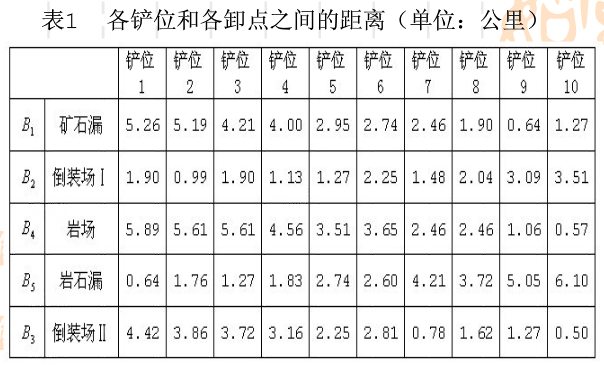 表1 各铲位和各卸点之间的距离（单位：公里）
铲位1 铲位2 铲位3 铲位4 铲位5 铲位6 铲位7 铲位8 铲位9 铲位10
B1 矿石漏 5.26 5.19 4.21 4.00 2.95 2.74 2.46 1.90 0.64 1.27
B2 倒装场Ⅰ 1.90 0.99 1.90 1.13 1.27 2.25 1.48 2.04 3.09 3.51
B4 岩场 5.89 5.61 5.61 4.56 3.51 3.65 2.46 2.46 1.06 0.57
B5 岩石漏 0.64 1.76 1.27 1.83 2.74 2.60 4.21 3.72 5.05 6.10
B3 倒装场Ⅱ 4.42 3.86 3.72 3.16 2.25 2.81 0.78 1.62 1.27 0.50